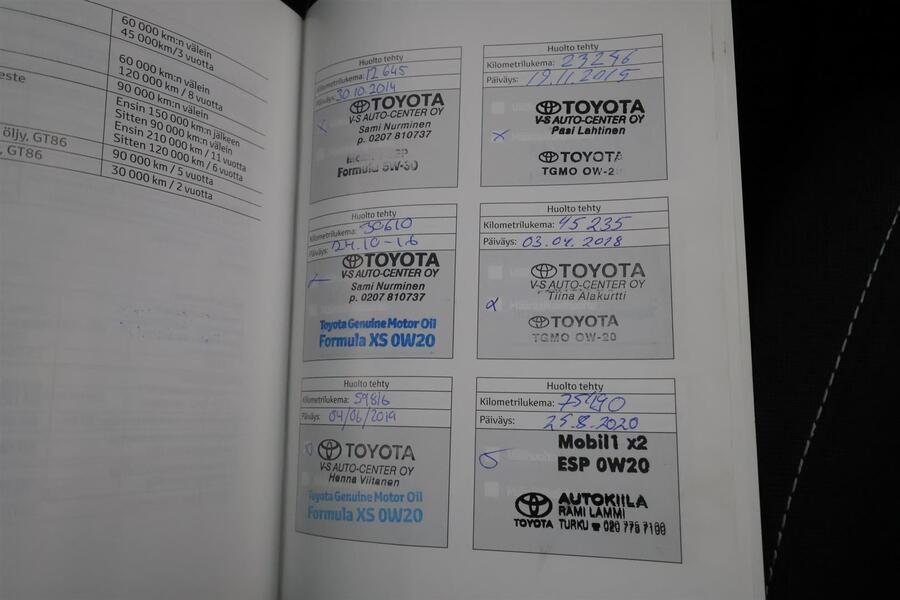 60 000 km:n välein
45 000km/3 vuotta
60 000 km:n välein
120 000 km / 8 vuotta
90 000 km:n välein
Ensin 150 000 km:n jälkeen
Sitten 90 000 km:n välein
öljy, GT86
Ensin 210 000 km / 11 vuotta
Sitten 120 000 km / 6 vuotta
, GT86
90 000 km / 5 vuotta
30 000 km / 2 vuotta
Huolto tehty
Kilometrilukema: 12 645
Päiväys: 30.10.2014
TOYOTA
V-S AUTO-CENTER OY
Sami Nurminen
p. 0207 810737
Formula 5W-30
Huolto tehty
Kilometrilukema: 23246
Päiväys: 19.11.2015
TOYOTA
V-S AUTO-CENTER OY
Pasi Lahtinen
TOYOTA
TGMO 0W-2
Huolto tehty
Kilometrilukema: 30610
Päiväys: 24.10-16
TOYOTA
V-S AUTO-CENTER OY
Sami Nurminen
p. 0207 810737
Toyota Genuine Motor Oil
Formula XS 0W20
Huolto tehty
Kilometrilukema: 45 235
Päiväys: 03.04.2018
TOYOTA
V-S AUTO-CENTER OY
Tiina Alakurtti
TOYOTA
TGMO 0W-20
Huolto tehty
Kilometrilukema: 59816
Päiväys: 04/06/2019
TOYOTA
V-S AUTO-CENTER OY
Hanna Viitanen
Toyota Genuine Motor Oil
Formula XS 0W20
Huolto tehty
Kilometrilukema: 75490
Päiväys: 25.8.2020
Mobil1 x2
ESP 0W20
TOYOTA
AUTOKIILA
RAMI LAMMI
TURKU